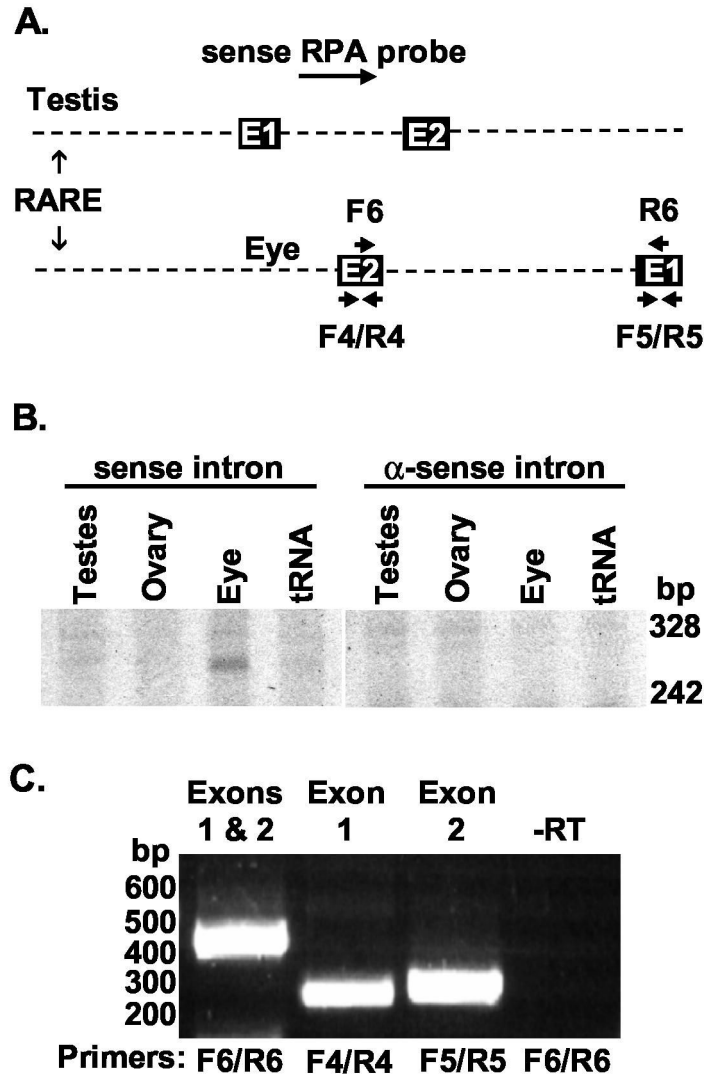 A.
sense RPA probe
Testis
E1 E2
RARE
F6 R6
Eye
E2 E1
F4/R4 F5/R5
B.
sense intron α-sense intron
Testes Ovary Eye tRNA Testes Ovary Eye tRNA
bp
328
242
C.
Exons Exon Exon
1 & 2 1 2 -RT
bp
600
500
400
300
200
Primers: F6/R6 F4/R4 F5/R5 F6/R6